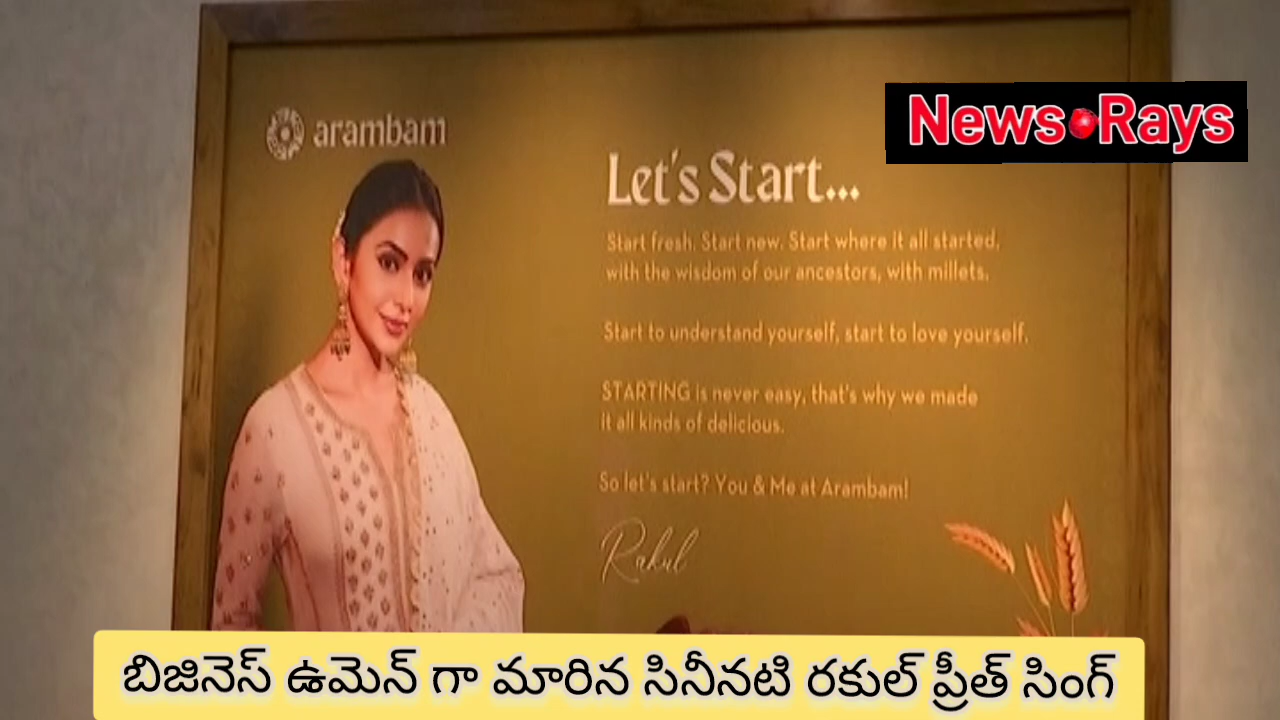 arambam
News Rays
Let's Start...
Start fresh. Start new. Start where it all started,
with the wisdom of our ancestors, with millets.
Start to understand yourself, start to love yourself.
STARTING is never easy, that's why we made
it all kinds of delicious.
So let's start? You & Me at Arambam!
Rakul
బిజినెస్ ఉమెన్ గా మారిన సినీనటి రకుల్ ప్రీత్ సింగ్